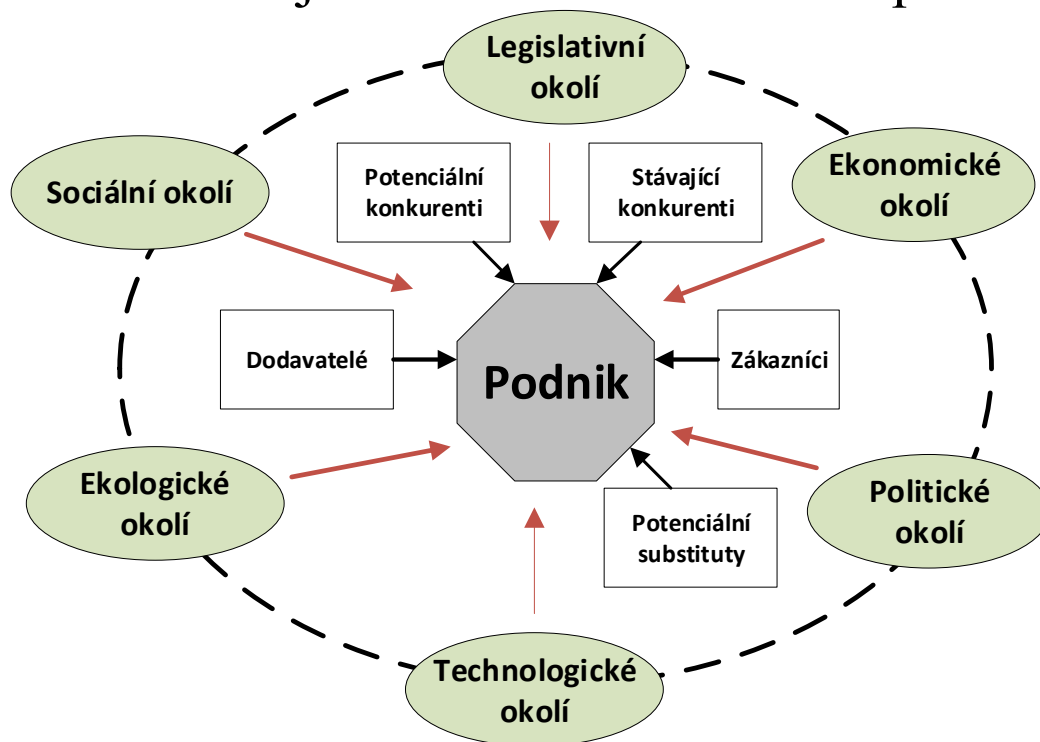 Legislativní
okolí
Sociální okolí
Potenciální
konkurenti
Stávající
konkurenti
Ekonomické
okolí
Dodavatelé
Podnik
Zákazníci
Ekologické
okolí
Potenciální
substituty
Politické
okolí
Technologické
okolí